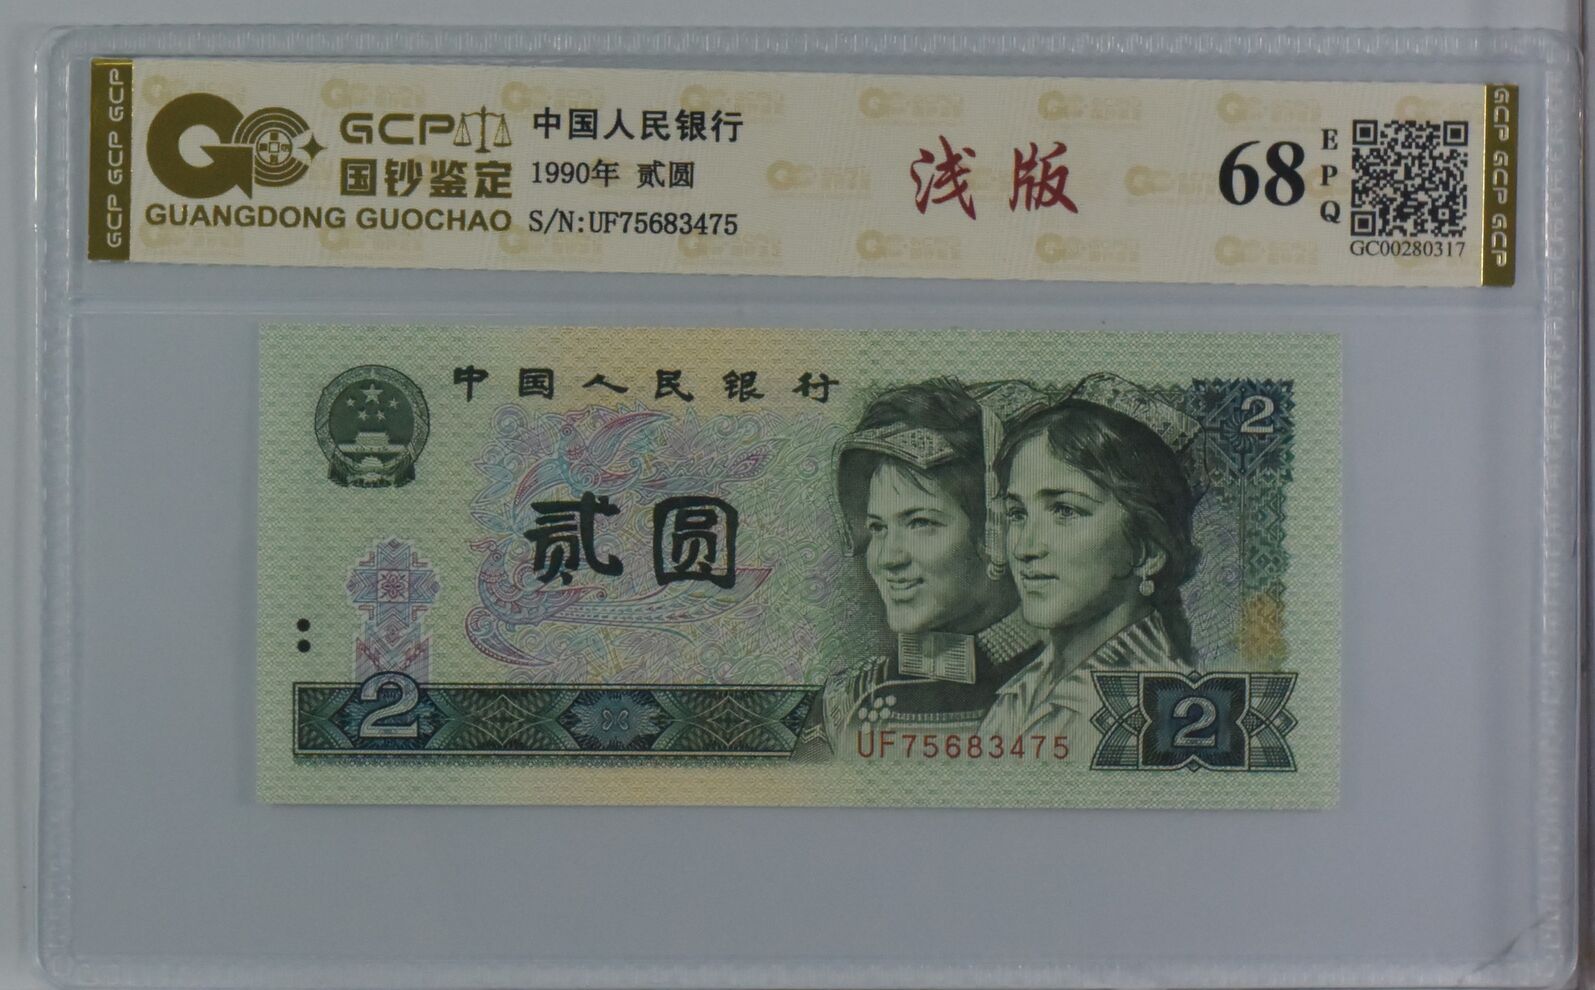 GCP GCP GCP
GCP
国钞鉴定
GUANGDONG GUOCHAO
中国人民银行
1990年 贰圆
S/N:UF75683475
浅版
68
EPQ
GC00280317
GCP GCP GCP
中国人民银行
2
贰圆
2
UF75683475
2